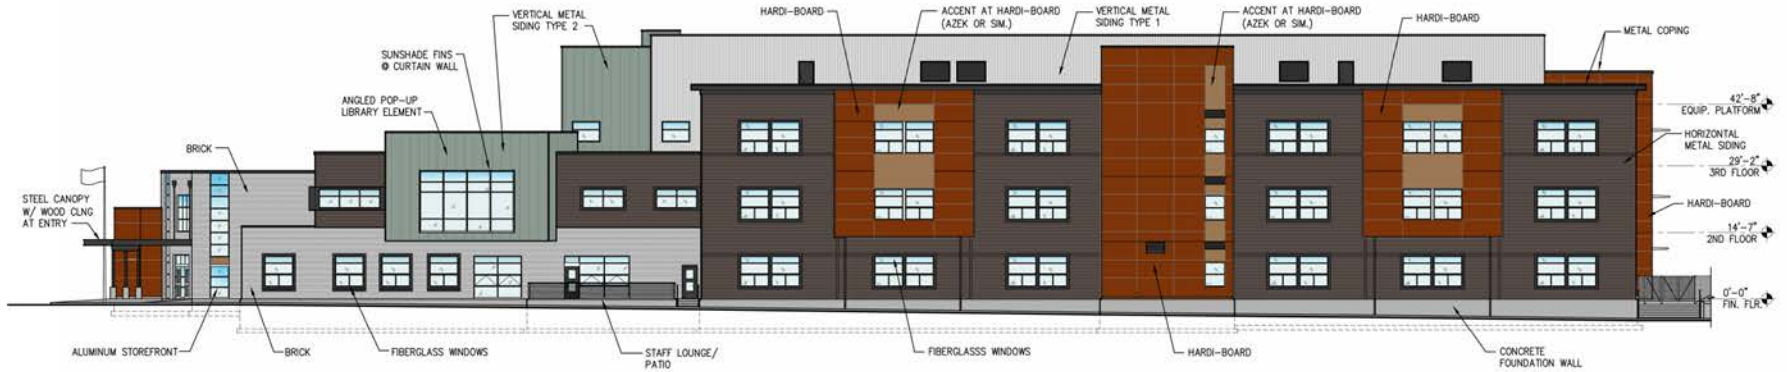 VERTICAL METAL
SIDING TYPE 2
HARDI-BOARD
ACCENT AT HARDI-BOARD
(AZEK OR SIM.)
VERTICAL METAL
SIDING TYPE 1
ACCENT AT HARDI-BOARD
(AZEK OR SIM.)
HARDI-BOARD
METAL COPING
SUNSHADE FINS
@ CURTAIN WALL
ANGLED POP-UP
LIBRARY ELEMENT
42'-8"
EQUIP. PLATFORM
BRICK
HORIZONTAL
METAL SIDING
29'-2"
3RD FLOOR
STEEL CANOPY
W/ WOOD CLNG
AT ENTRY
HARDI-BOARD
14'-7"
2ND FLOOR
0'-0"
FIN. FLR.
ALUMINUM STOREFRONT
BRICK
FIBERGLASS WINDOWS
STAFF LOUNGE/
PATIO
FIBERGLASSS WINDOWS
HARDI-BOARD
CONCRETE
FOUNDATION WALL